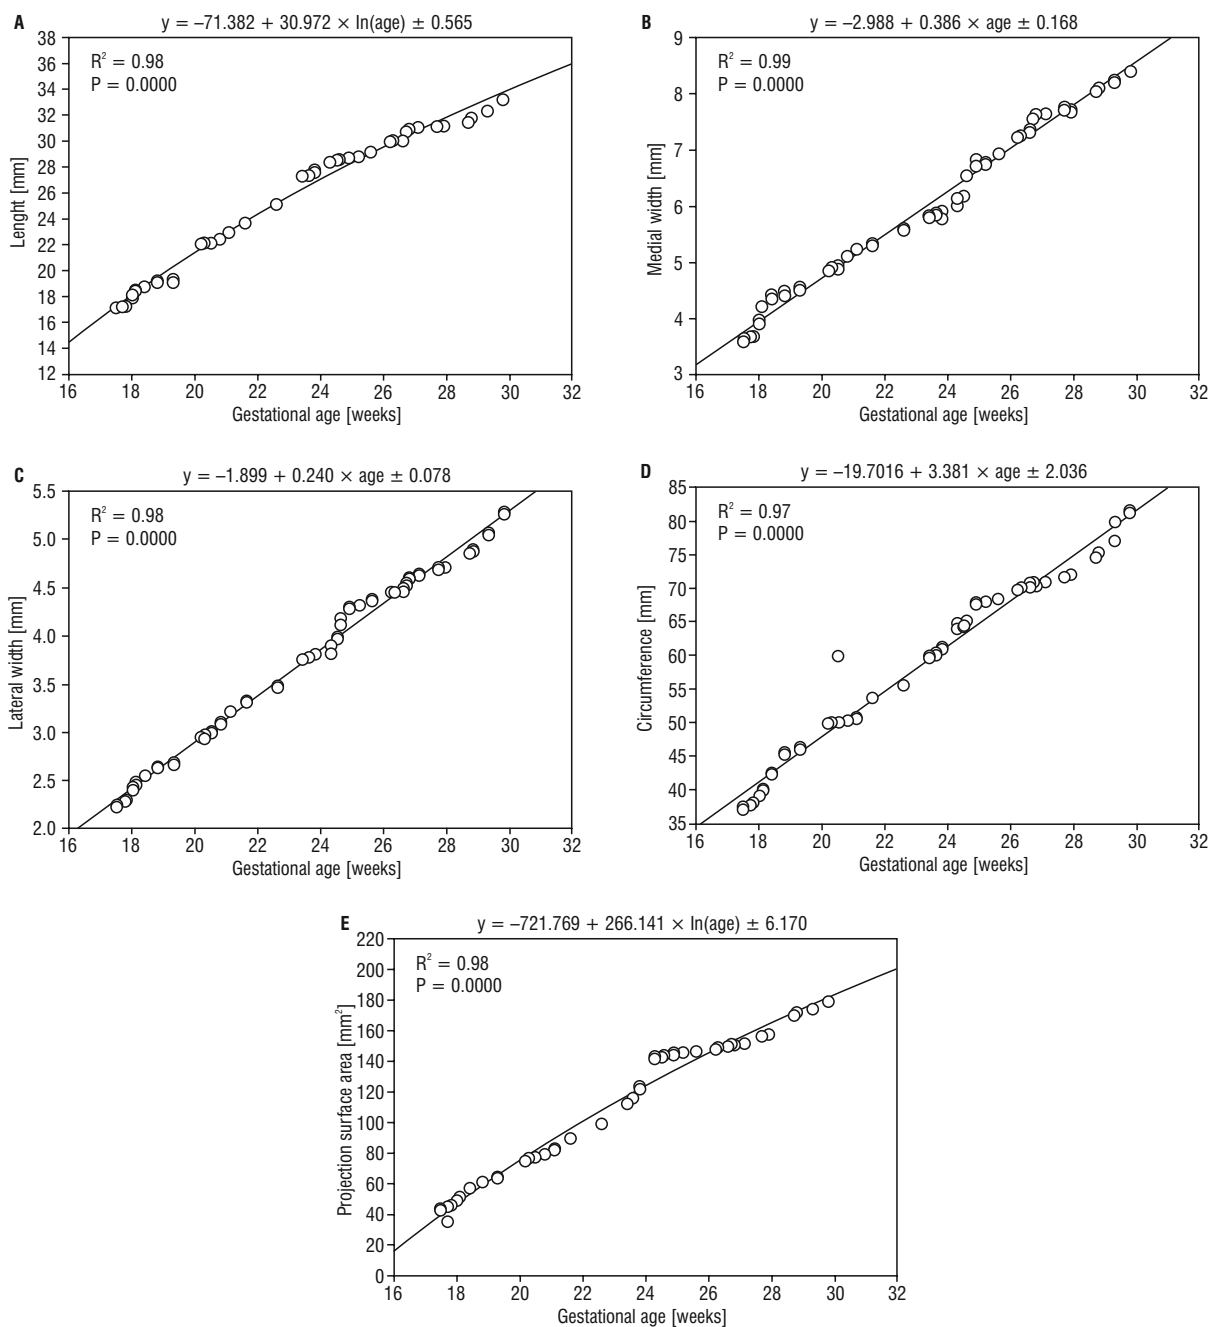 A
y = –71.382 + 30.972 × ln(age) ± 0.565
R² = 0.98
P = 0.0000
Lenght [mm]
38
36
34
32
30
28
26
24
22
20
18
16
14
12
16 18 20 22 24 26 28 30 32
Gestational age [weeks]
B
y = –2.988 + 0.386 × age ± 0.168
R² = 0.99
P = 0.0000
Medial width [mm]
9
8
7
6
5
4
3
16 18 20 22 24 26 28 30 32
Gestational age [weeks]
C
y = –1.899 + 0.240 × age ± 0.078
R² = 0.98
P = 0.0000
Lateral width [mm]
5.5
5.0
4.5
4.0
3.5
3.0
2.5
2.0
16 18 20 22 24 26 28 30 32
Gestational age [weeks]
D
y = –19.7016 + 3.381 × age ± 2.036
R² = 0.97
P = 0.0000
Circumference [mm]
85
80
75
70
65
60
55
50
45
40
35
16 18 20 22 24 26 28 30 32
Gestational age [weeks]
E
y = –721.769 + 266.141 × ln(age) ± 6.170
R² = 0.98
P = 0.0000
Projection surface area [mm²]
220
200
180
160
140
120
100
80
60
40
20
0
16 18 20 22 24 26 28 30 32
Gestational age [weeks]